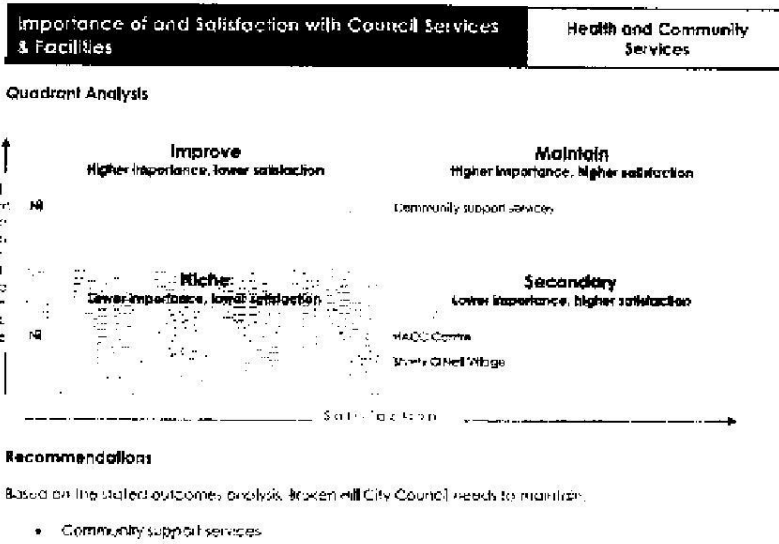 Importance of and Satisfaction with Council Services
& Facilities
Health and Community
Services
Quadrant Analysis
Improve
Higher importance, lower satisfaction
Maintain
Higher importance, higher satisfaction
Nil
Community support services
Niche
Lower importance, lower satisfaction
Secondary
Lower importance, higher satisfaction
Nil
HACC Centre
Shorty O'Neil Village
Satisfaction
Recommendations
Based on the stated outcomes analysis Broken Hill City Council needs to maintain:
• Community support services